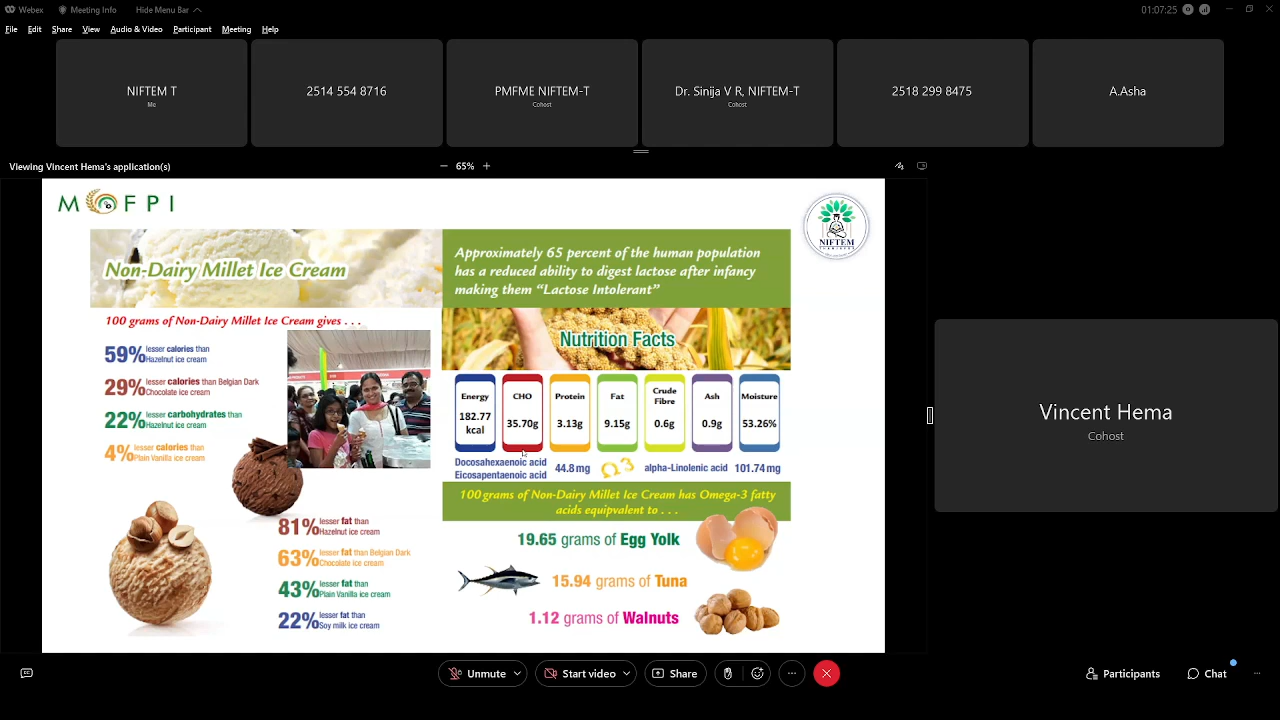 Webex
Meeting Info
Hide Menu Bar
01:07:25
File
Edit
Share
View
Audio & Video
Participant
Meeting
Help
NIFTEM T
Me
2514 554 8716
PMFME NIFTEM-T
Cohost
Dr. Sinija V R, NIFTEM-T
Cohost
2518 299 8475
A.Asha
Viewing Vincent Hema's application(s)
65%
MOFPI
NIFTEM
Non-Dairy Millet Ice Cream
100 grams of Non-Dairy Millet Ice Cream gives . . .
59% lesser calories than
Hazelnut ice cream
29% lesser calories than Belgian Dark
Chocolate ice cream
22% lesser carbohydrates than
Hazelnut ice cream
4% lesser calories than
Plain Vanilla ice cream
81% lesser fat than
Hazelnut ice cream
63% lesser fat than Belgian Dark
Chocolate ice cream
43% lesser fat than
Plain Vanilla ice cream
22% lesser fat than
Soy milk ice cream
Approximately 65 percent of the human population
has a reduced ability to digest lactose after infancy
making them “Lactose Intolerant”
Nutrition Facts
Energy
182.77
kcal
CHO
35.70g
Protein
3.13g
Fat
9.15g
Crude
Fibre
0.6g
Ash
0.9g
Moisture
53.26%
Docosahexaenoic acid
Eicosapentaenoic acid
44.8 mg
alpha-Linolenic acid
101.74 mg
100 grams of Non-Dairy Millet Ice Cream has Omega-3 fatty
acids equipvalent to . . .
19.65 grams of Egg Yolk
15.94 grams of Tuna
1.12 grams of Walnuts
Vincent Hema
Cohost
Unmute
Start video
Share
Participants
Chat